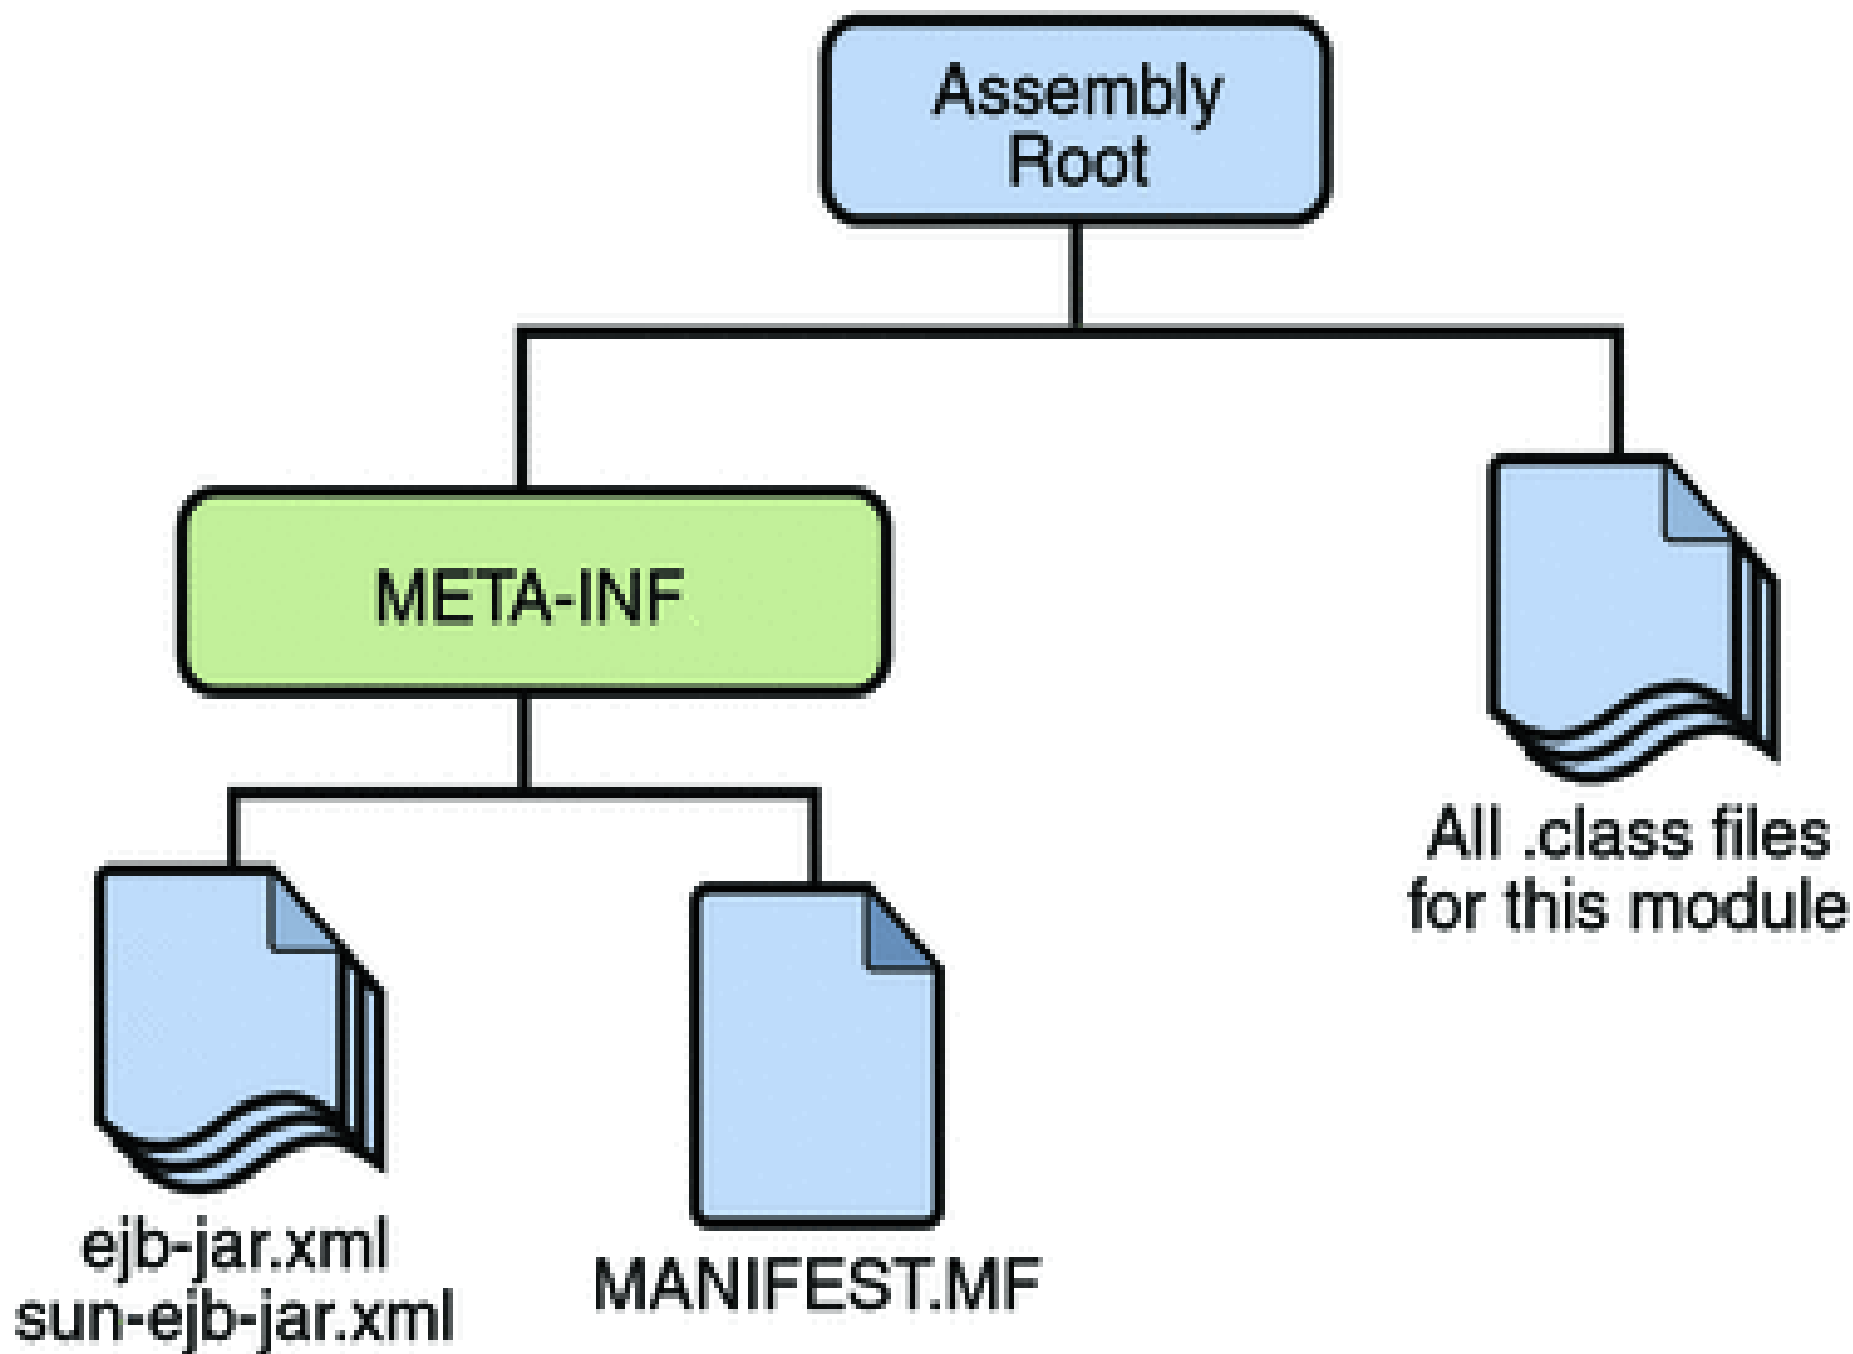 Assembly
Root
META-INF
All .class files
for this module
ejb-jar.xml
sun-ejb-jar.xml
MANIFEST.MF